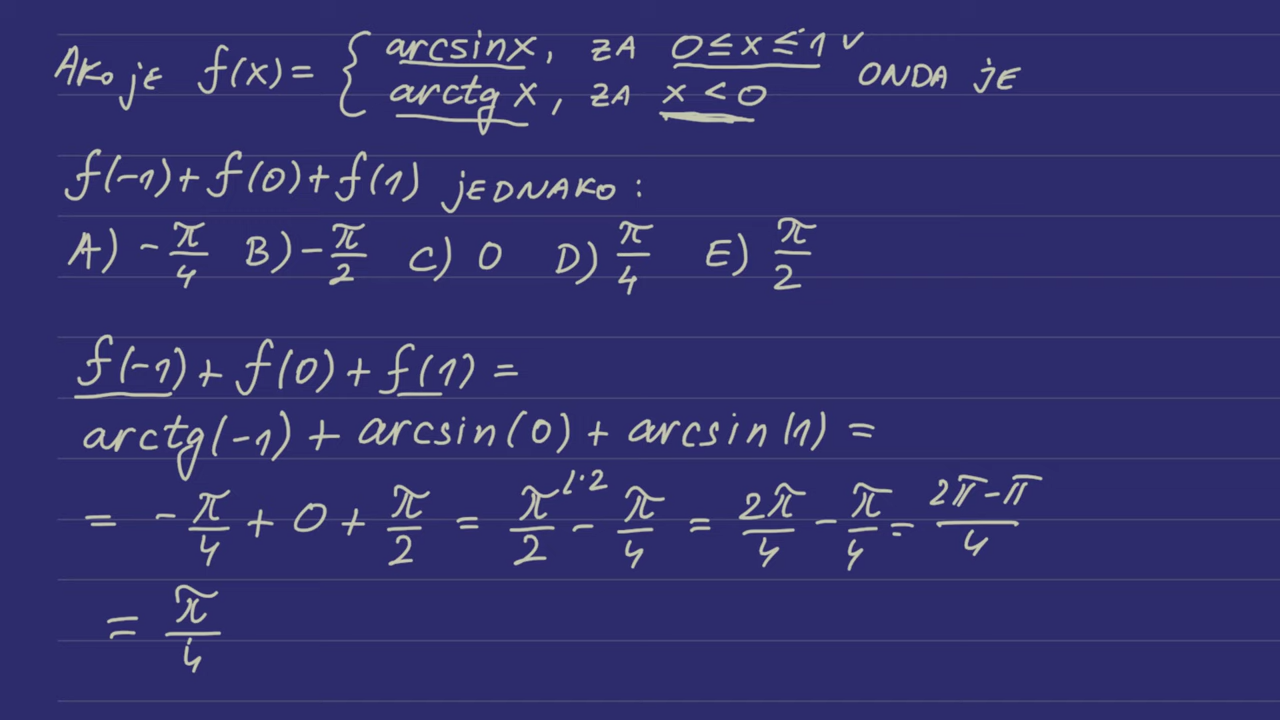 Ako je f(x) = { arcsinx, za 0 ≤ x ≤ 1 ✓ onda je
arctg x, za x < 0
f(-1) + f(0) + f(1) jednako:
A) -π/4 B) -π/2 C) 0 D) π/4 E) π/2
f(-1) + f(0) + f(1) =
arctg(-1) + arcsin(0) + arcsin(1) =
= -π/4 + 0 + π/2 = π/2 /·2 - π/4 = 2π/4 - π/4 = (2π-π)/4
= π/4